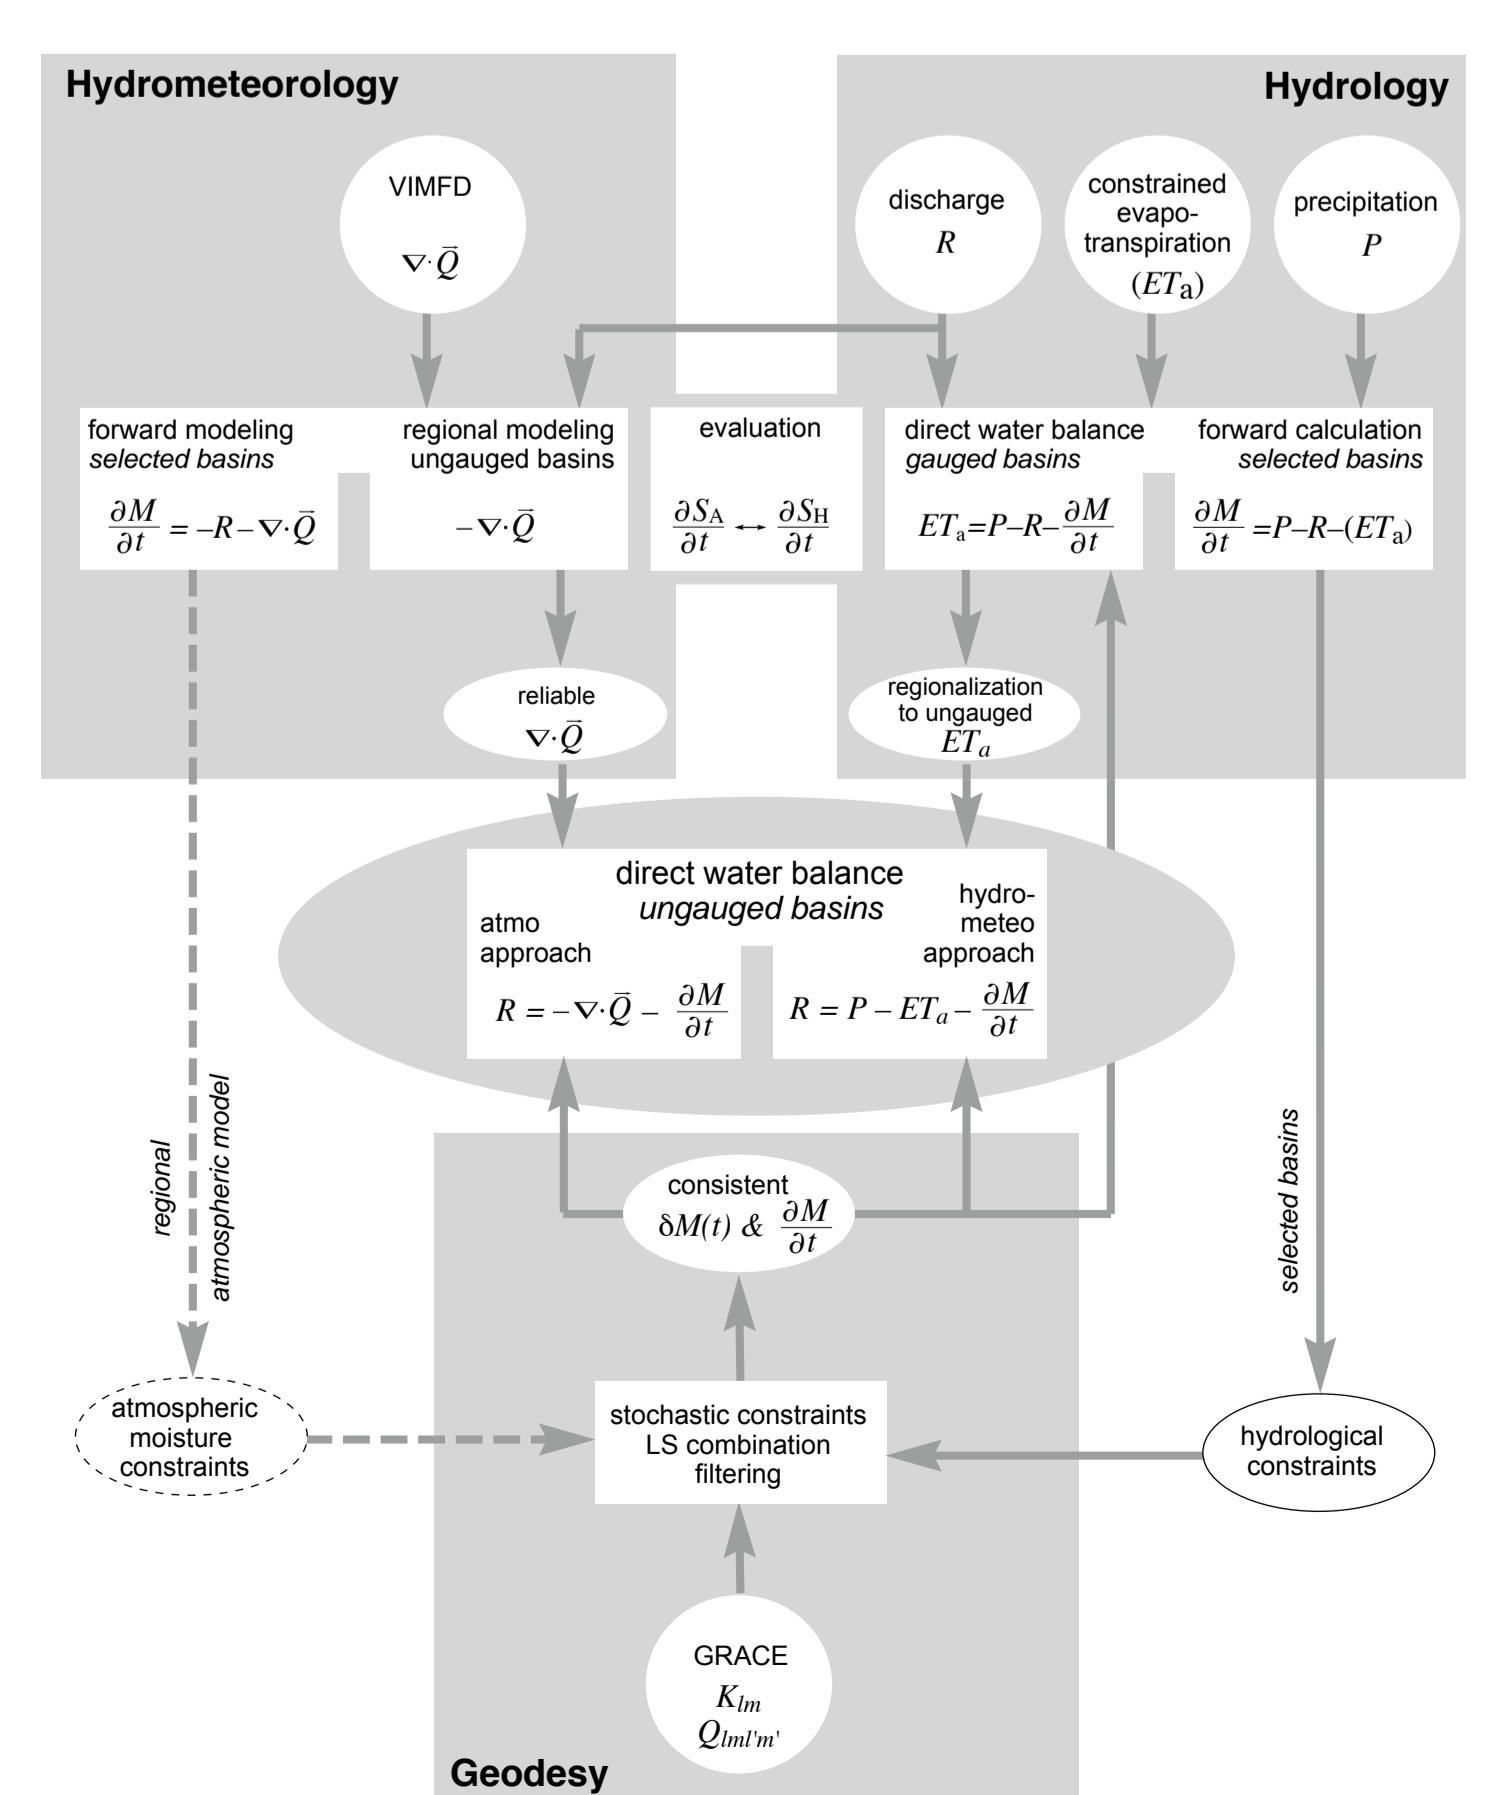 Hydrometeorology
Hydrology
VIMFD
∇·Q⃗
discharge
R
constrained
evapo-
transpiration
(ETa)
precipitation
P
forward modeling
selected basins
∂M/∂t = –R–∇·Q⃗
regional modeling
ungauged basins
–∇·Q⃗
evaluation
∂SA/∂t ↔ ∂SH/∂t
direct water balance
gauged basins
ETa=P–R–∂M/∂t
forward calculation
selected basins
∂M/∂t =P–R–(ETa)
reliable
∇·Q⃗
regionalization
to ungauged
ETa
direct water balance
ungauged basins
atmo
approach
R = –∇·Q⃗ – ∂M/∂t
hydro-
meteo
approach
R = P – ETa – ∂M/∂t
regional
atmospheric model
selected basins
consistent
δM(t) & ∂M/∂t
atmospheric
moisture
constraints
stochastic constraints
LS combination
filtering
hydrological
constraints
GRACE
Klm
Qlml'm'
Geodesy